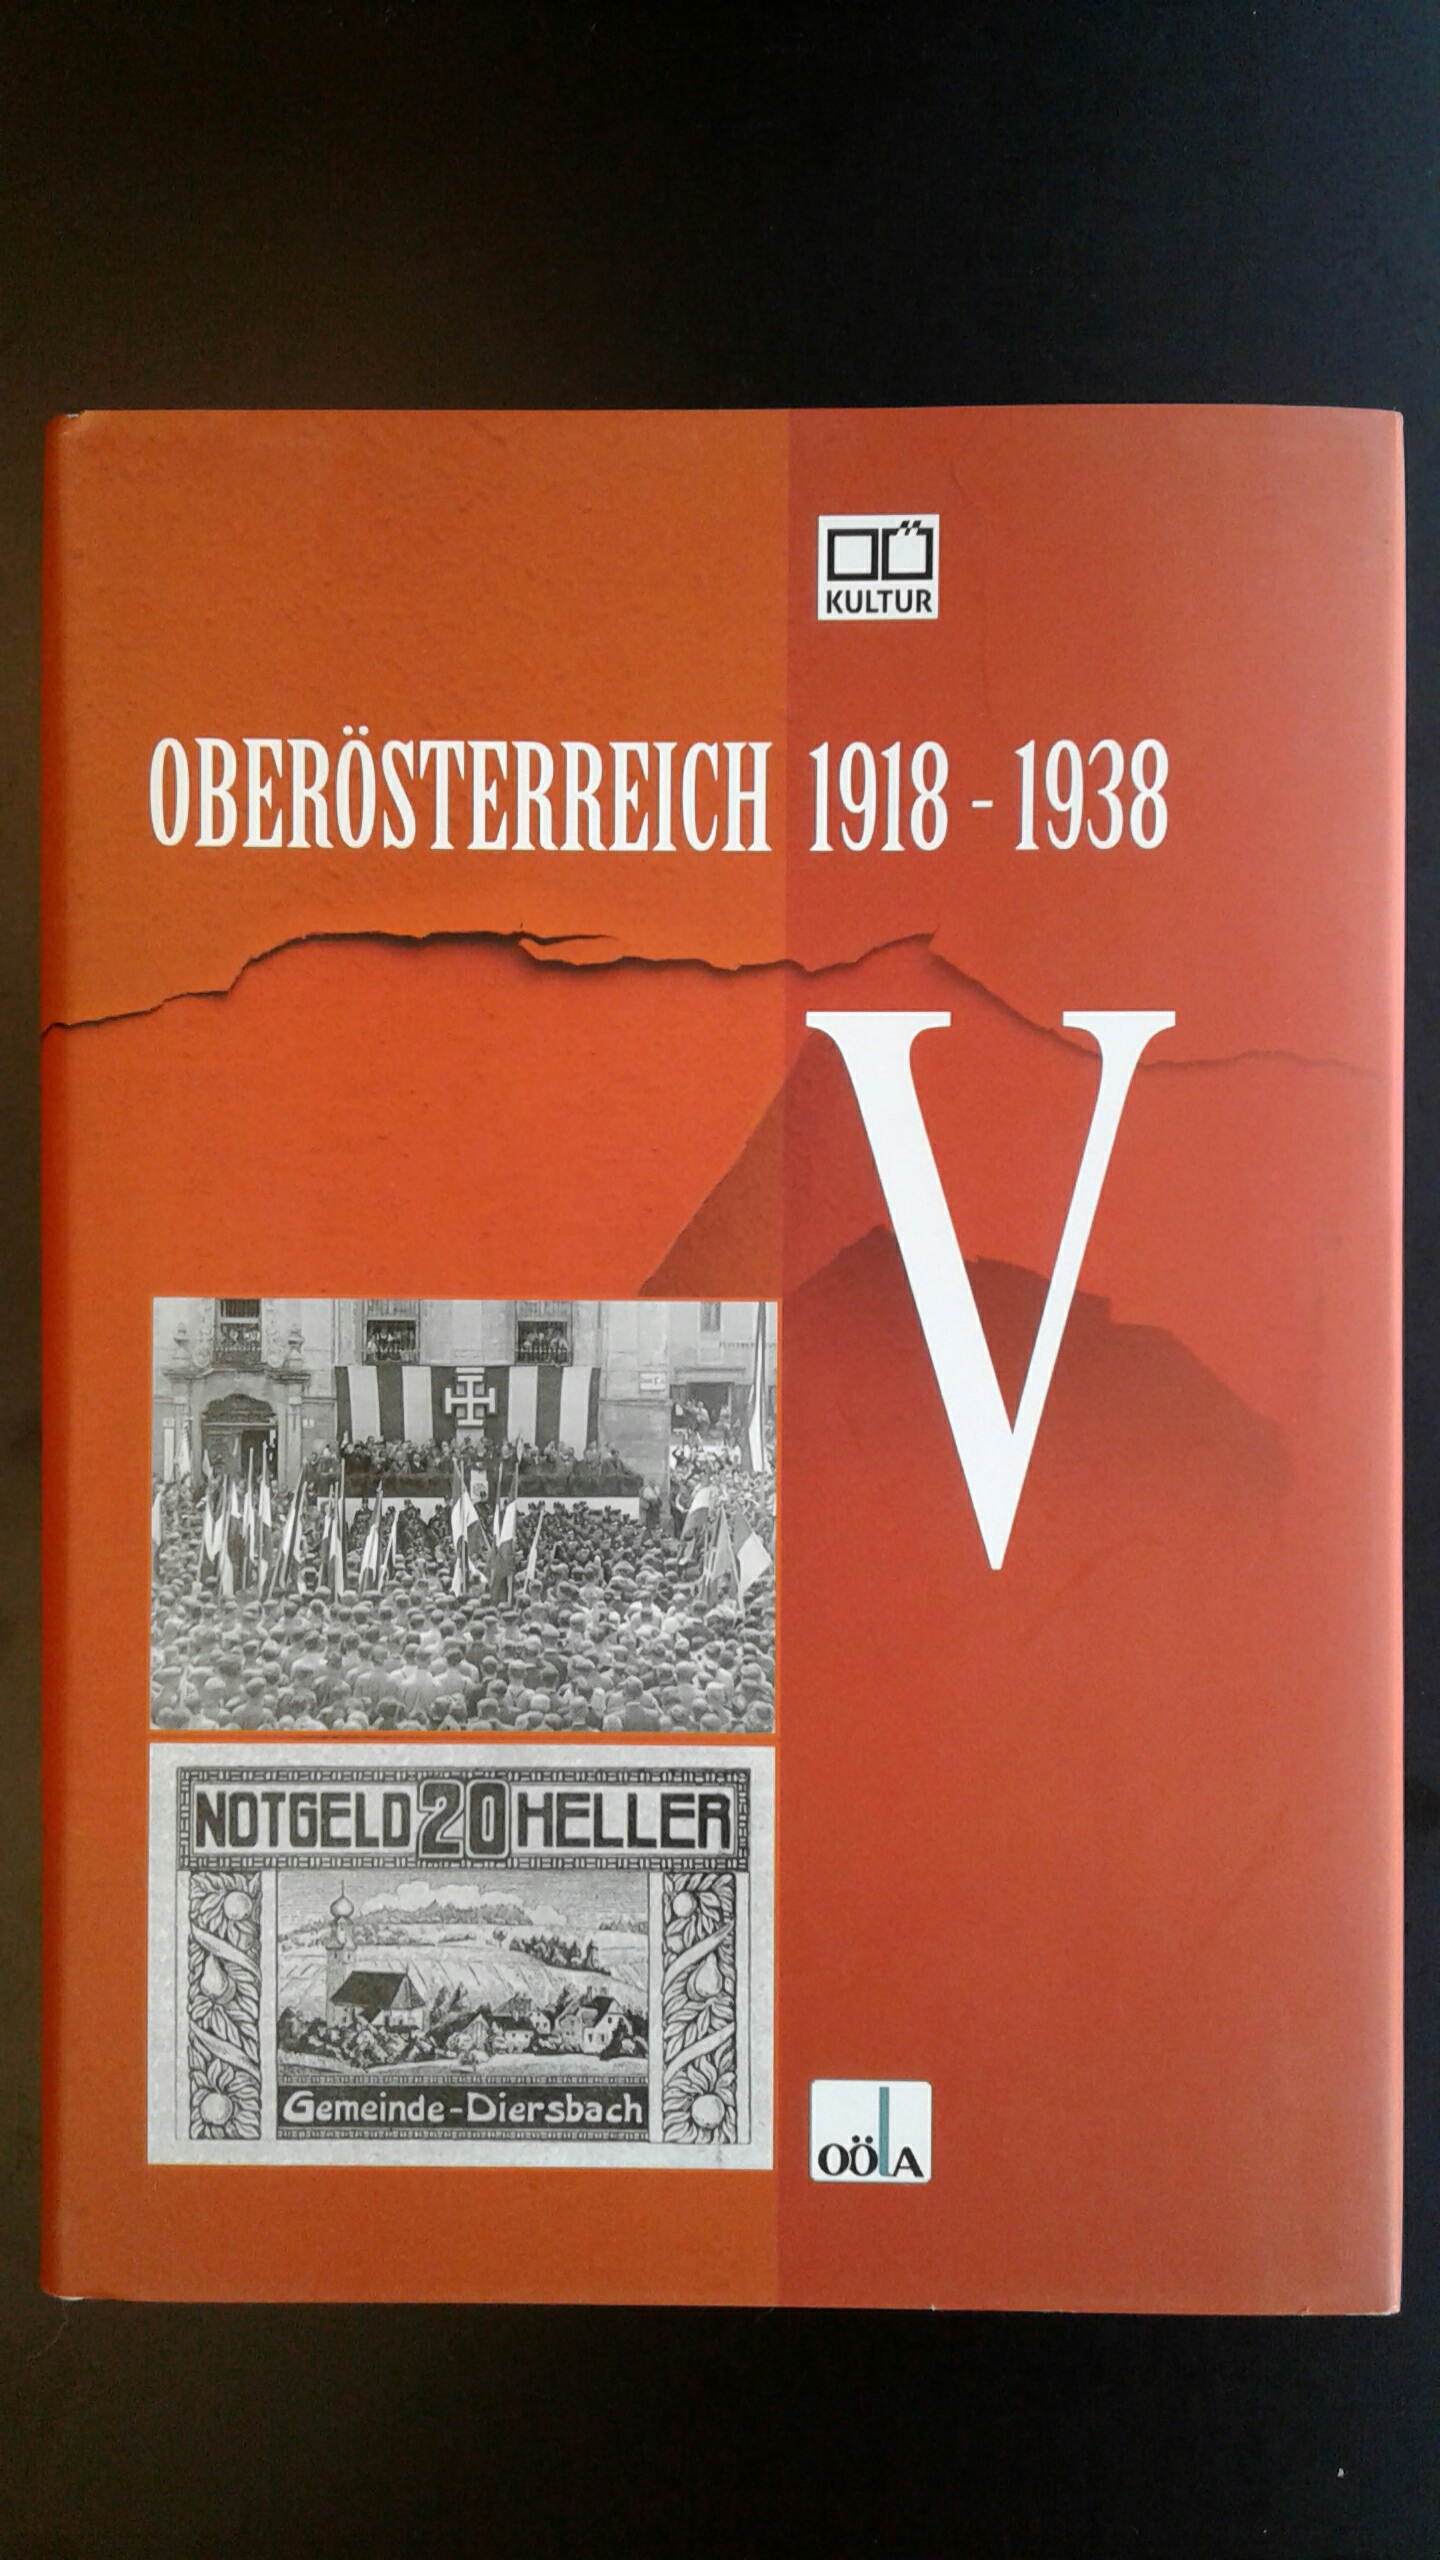 OÖ
KULTUR
OBERÖSTERREICH 1918 - 1938
V
NOTGELD 20 HELLER
Gemeinde-Diersbach
OÖLA